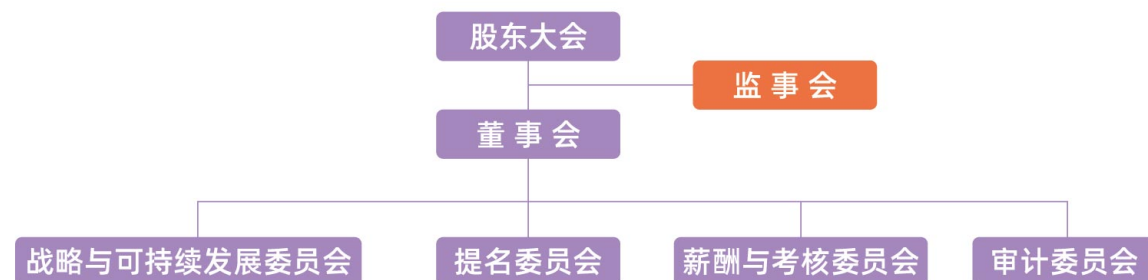 股东大会
监事会
董事会
战略与可持续发展委员会
提名委员会
薪酬与考核委员会
审计委员会